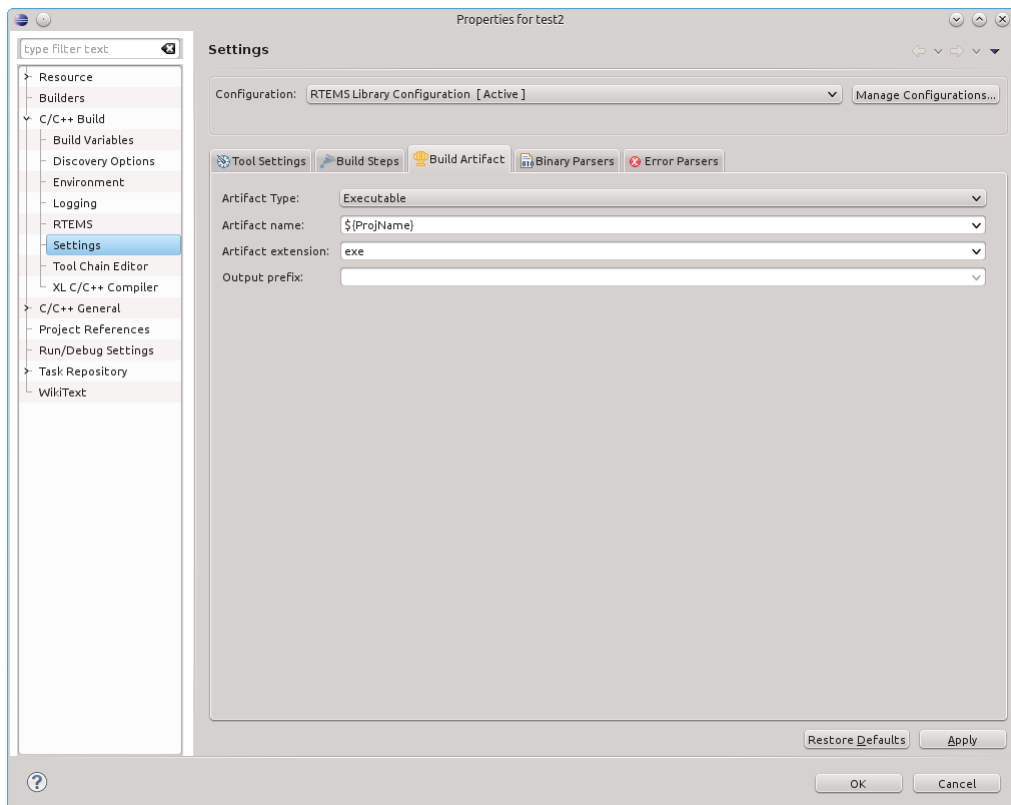 Properties for test2
type filter text
Resource
Builders
C/C++ Build
Build Variables
Discovery Options
Environment
Logging
RTEMS
Settings
Tool Chain Editor
XL C/C++ Compiler
C/C++ General
Project References
Run/Debug Settings
Task Repository
WikiText
Settings
Configuration: RTEMS Library Configuration [ Active ] Manage Configurations...
Tool Settings Build Steps Build Artifact Binary Parsers Error Parsers
Artifact Type: Executable
Artifact name: ${ProjName}
Artifact extension: exe
Output prefix:
Restore Defaults Apply
? OK Cancel